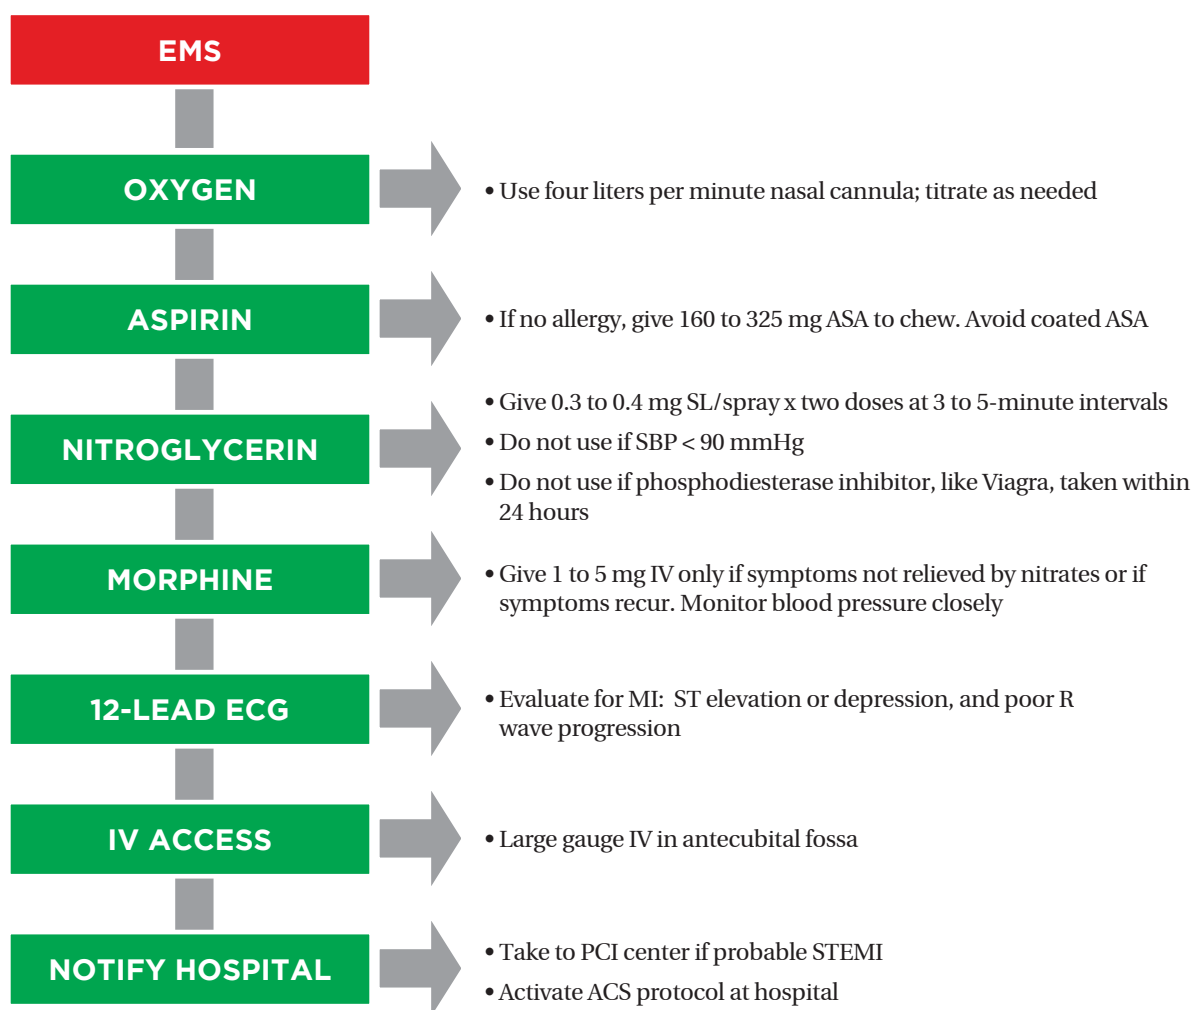 EMS
OXYGEN
• Use four liters per minute nasal cannula; titrate as needed
ASPIRIN
• If no allergy, give 160 to 325 mg ASA to chew. Avoid coated ASA
NITROGLYCERIN
• Give 0.3 to 0.4 mg SL/spray x two doses at 3 to 5-minute intervals
• Do not use if SBP < 90 mmHg
• Do not use if phosphodiesterase inhibitor, like Viagra, taken within
24 hours
MORPHINE
• Give 1 to 5 mg IV only if symptoms not relieved by nitrates or if
symptoms recur. Monitor blood pressure closely
12-LEAD ECG
• Evaluate for MI: ST elevation or depression, and poor R
wave progression
IV ACCESS
• Large gauge IV in antecubital fossa
NOTIFY HOSPITAL
• Take to PCI center if probable STEMI
• Activate ACS protocol at hospital